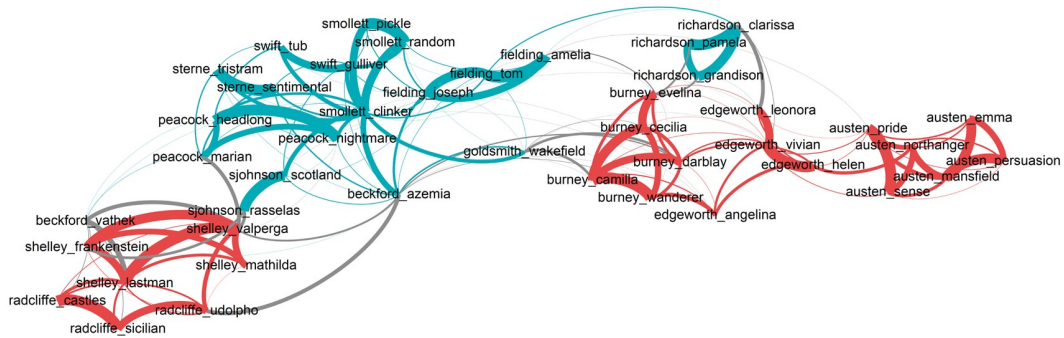 smollett_pickle
richardson_clarissa
swift_tub
smollett_random
richardson_pamela
fielding_amelia
sterne_tristram
swift_gulliver
fielding_tom
richardson_grandison
sterne_sentimental
fielding_joseph
burney_evelina
smollett_clinker
edgeworth_leonora
peacock_headlong
burney_cecilia
austen_pride
austen_emma
peacock_nightmare
goldsmith_wakefield
edgeworth_vivian
austen_northanger
peacock_marian
burney_darblay
edgeworth_helen
austen_persuasion
sjohnson_scotland
burney_camilla
austen_mansfield
beckford_azemia
burney_wanderer
austen_sense
sjohnson_rasselas
edgeworth_angelina
beckford_vathek
shelley_valperga
shelley_frankenstein
shelley_mathilda
shelley_lastman
radcliffe_castles
radcliffe_udolpho
radcliffe_sicilian